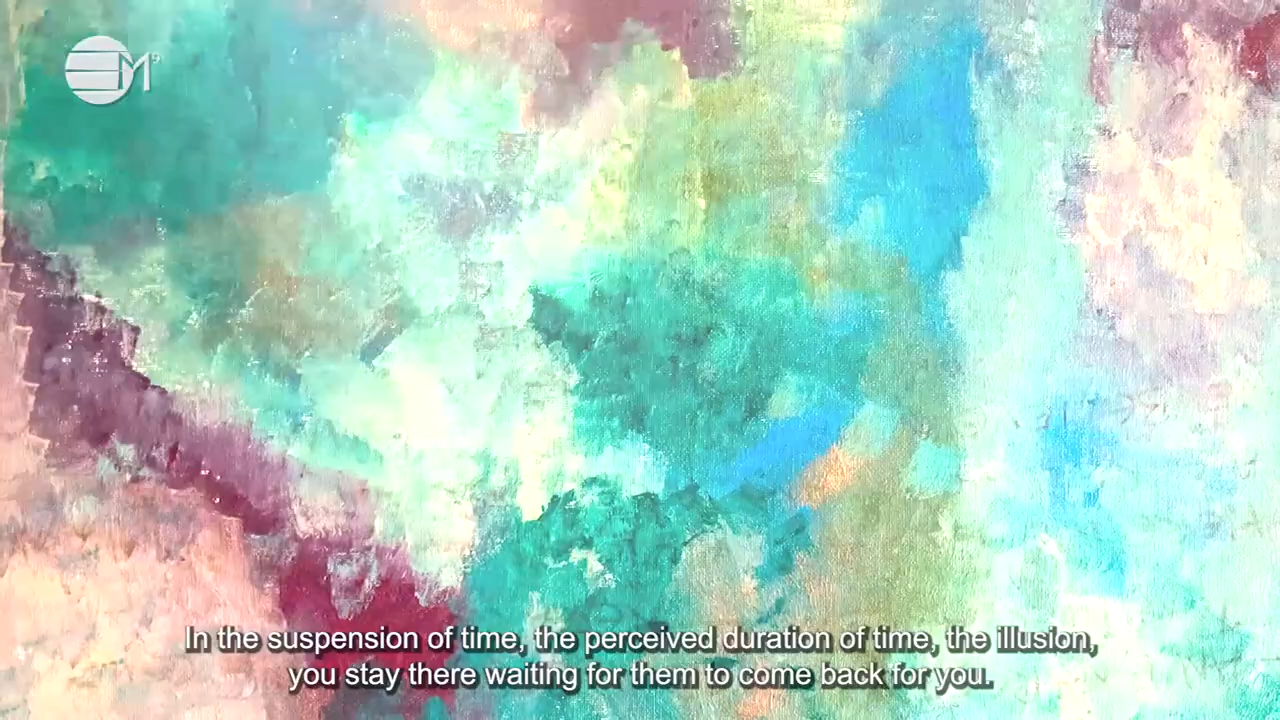 M
In the suspension of time, the perceived duration of time, the illusion,
you stay there waiting for them to come back for you.